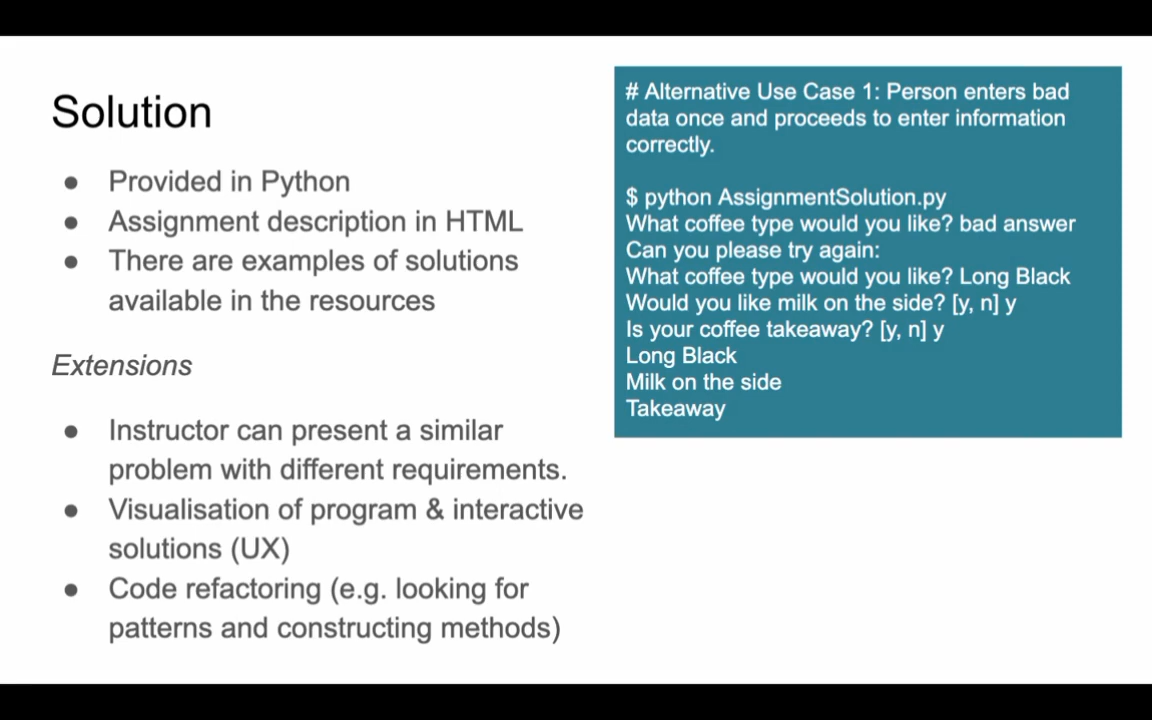 Solution
● Provided in Python
● Assignment description in HTML
● There are examples of solutions
available in the resources
Extensions
● Instructor can present a similar
problem with different requirements.
● Visualisation of program & interactive
solutions (UX)
● Code refactoring (e.g. looking for
patterns and constructing methods)
# Alternative Use Case 1: Person enters bad
data once and proceeds to enter information
correctly.
$ python AssignmentSolution.py
What coffee type would you like? bad answer
Can you please try again:
What coffee type would you like? Long Black
Would you like milk on the side? [y, n] y
Is your coffee takeaway? [y, n] y
Long Black
Milk on the side
Takeaway